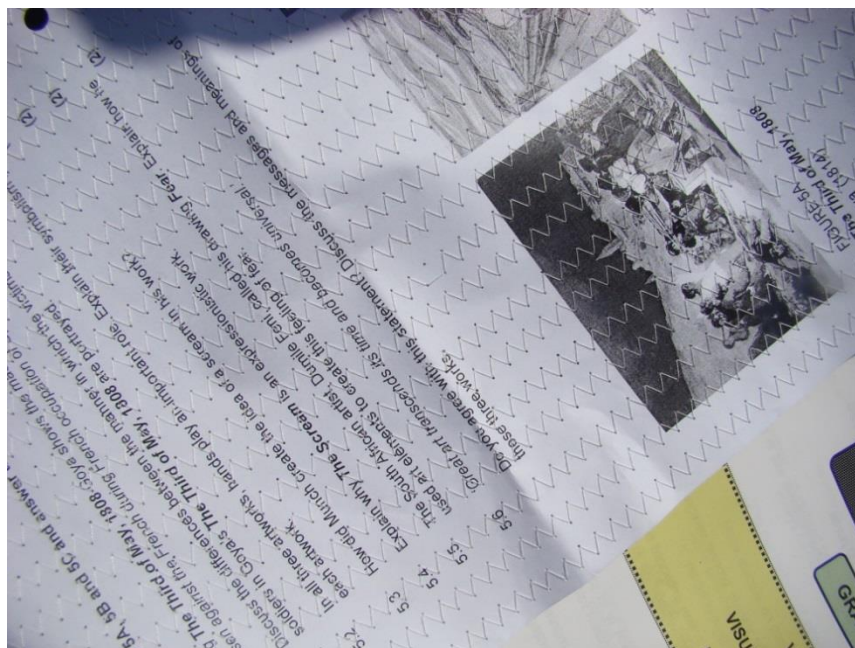 5A, 5B and 5C and answer
The Third of May, 1808 Goya shows the
against the French during French occupation of
5.2 Discuss the differences between the manner in which the victims
soldiers in Goya's The Third of May, 1808 are portrayed. (2)
In all three artworks, hands play an important role. Explain their symbolism
each artwork. (2)
5.3 How did Munch create the idea of a scream in his work?
5.4. Explain why The Scream is an expressionistic work. (2)
5.5. The South African artist, Dumile Feni, called his drawing Fear. Explain how he
used art elements to create this feeling of fear.
5.6 'Great art transcends its time and becomes universal.'
Do you agree with this statement? Discuss the messages and meanings of
these three works.
FIGURE 5A
The Third of May, 1808
(1814)
VISU
GRA